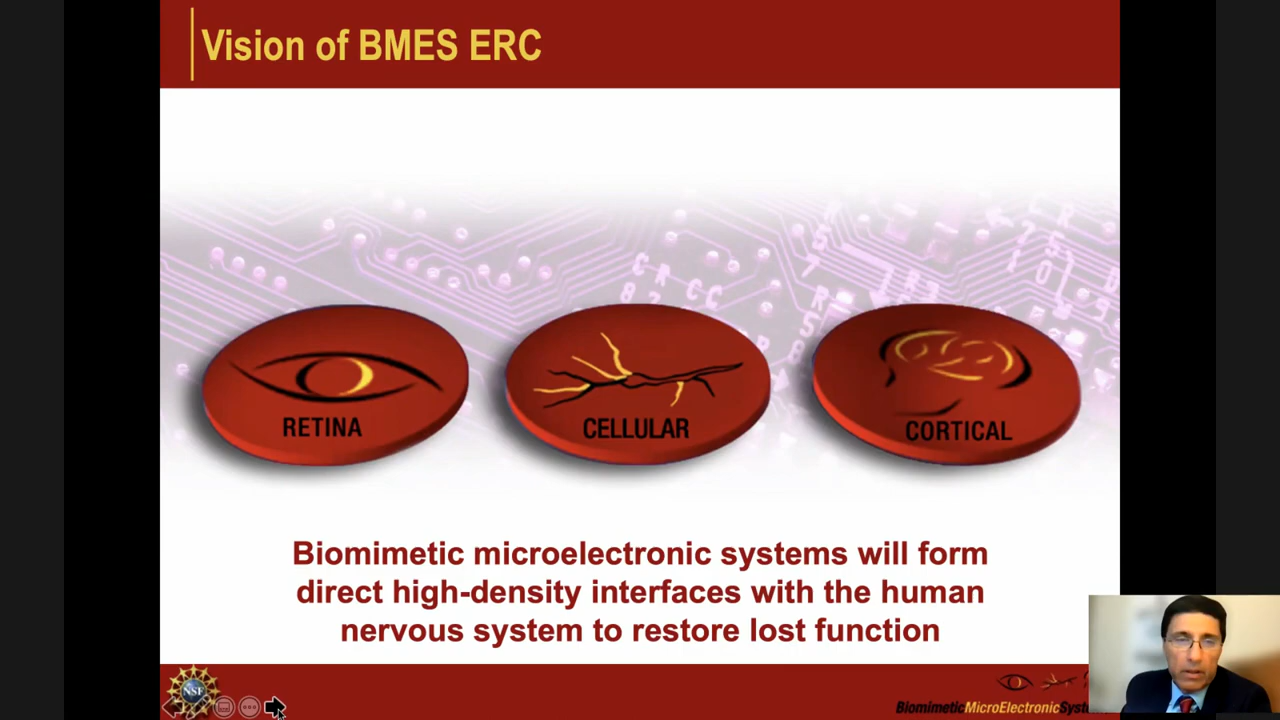 Vision of BMES ERC
RETINA
CELLULAR
CORTICAL
Biomimetic microelectronic systems will form
direct high-density interfaces with the human
nervous system to restore lost function
NSF